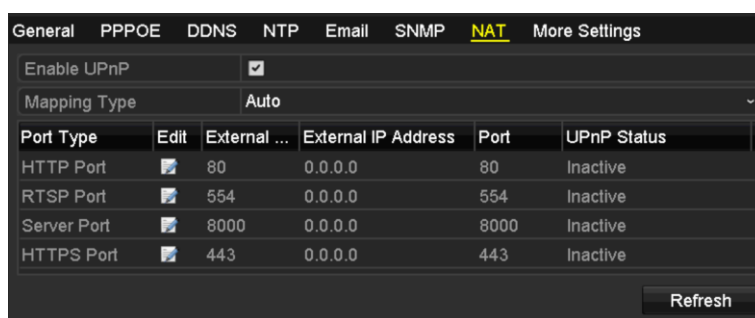 General PPPOE DDNS NTP Email SNMP NAT More Settings
Enable UPnP
Mapping Type Auto
Port Type Edit External ... External IP Address Port UPnP Status
HTTP Port 80 0.0.0.0 80 Inactive
RTSP Port 554 0.0.0.0 554 Inactive
Server Port 8000 0.0.0.0 8000 Inactive
HTTPS Port 443 0.0.0.0 443 Inactive
Refresh